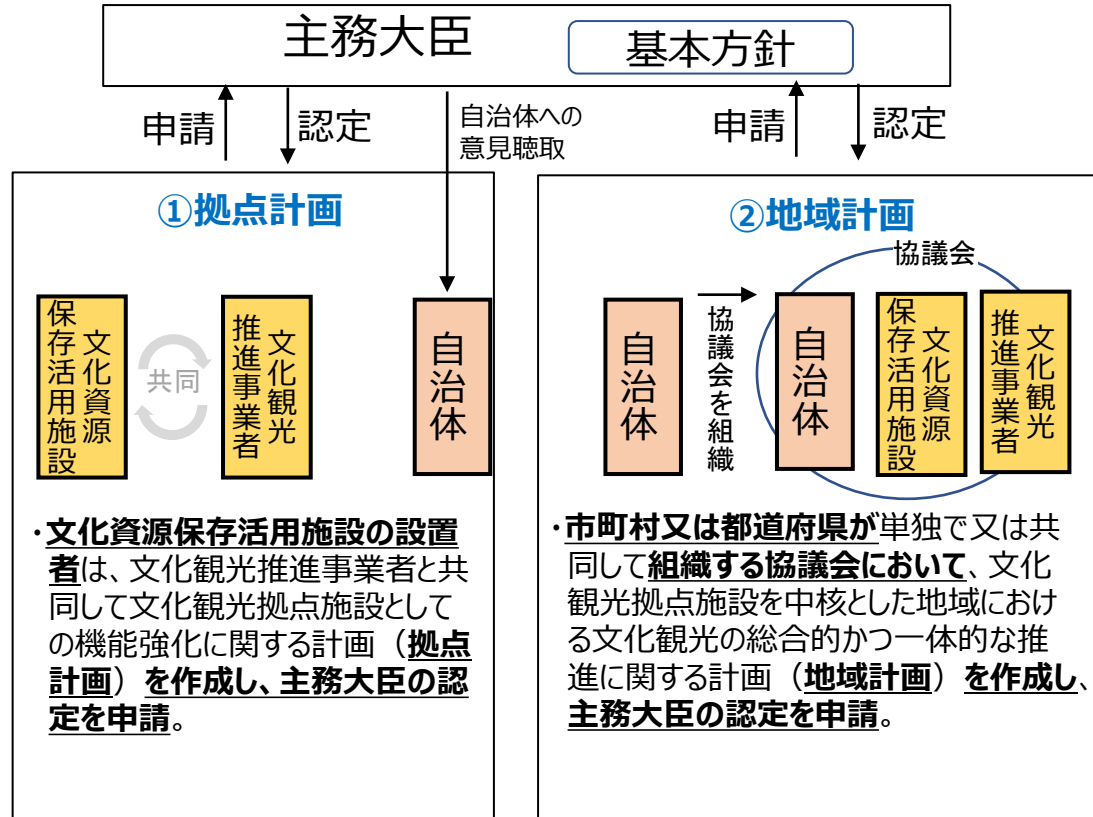 主務大臣
基本方針
申請
認定
自治体への
意見聴取
申請
認定
①拠点計画
文化資源
保存活用施設
共同
文化観光
推進事業者
自治体
・文化資源保存活用施設の設置
者は、文化観光推進事業者と共
同して文化観光拠点施設として
の機能強化に関する計画（拠点
計画）を作成し、主務大臣の認
定を申請。
②地域計画
協議会
自治体
協議会を組織
自治体
文化資源
保存活用施設
文化観光
推進事業者
・市町村又は都道府県が単独で又は共
同して組織する協議会において、文化
観光拠点施設を中核とした地域におけ
る文化観光の総合的かつ一体的な推
進に関する計画（地域計画）を作成し、
主務大臣の認定を申請。